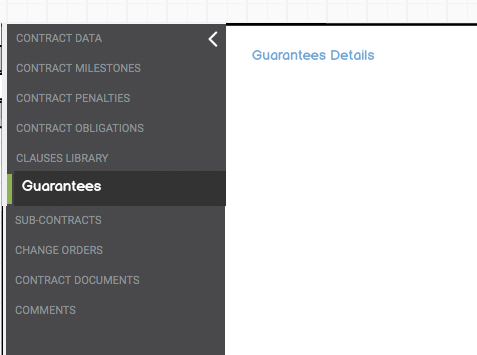 CONTRACT DATA
CONTRACT MILESTONES
CONTRACT PENALTIES
CONTRACT OBLIGATIONS
CLAUSES LIBRARY
Guarantees
SUB-CONTRACTS
CHANGE ORDERS
CONTRACT DOCUMENTS
COMMENTS
Guarantees Details